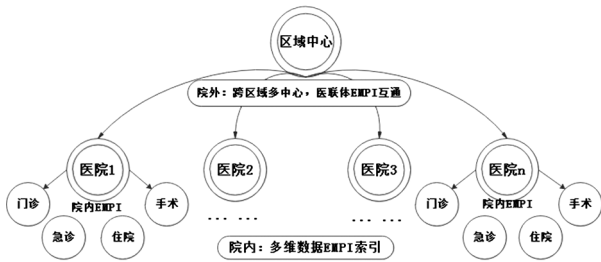 区域中心
院外：跨区域多中心，医联体EMPI互通
医院1
医院2
医院3
医院n
门诊
院内EMPI
手术
急诊
住院
... ...
... ...
门诊
院内EMPI
手术
急诊
住院
院内：多维数据EMPI索引